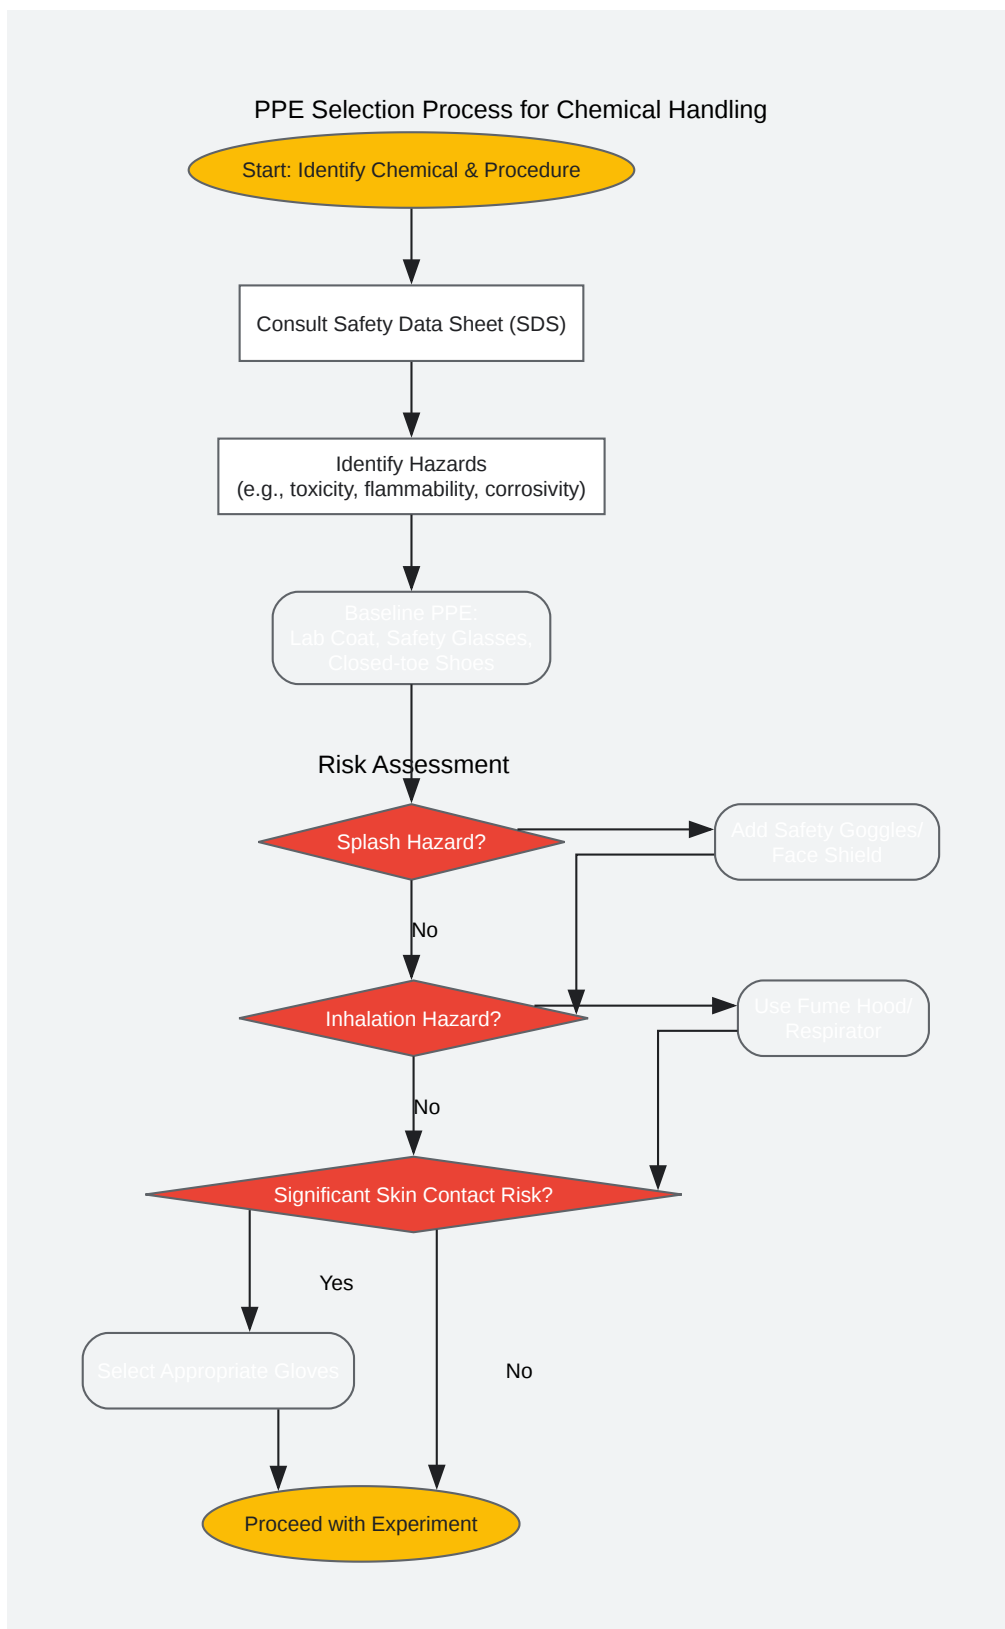 PPE Selection Process for Chemical Handling
Start: Identify Chemical & Procedure
Consult Safety Data Sheet (SDS)
Identify Hazards
(e.g., toxicity, flammability, corrosivity)
Baseline PPE:
Lab Coat, Safety Glasses,
Closed-toe Shoes
Risk Assessment
Splash Hazard?
Add Safety Goggles/
Face Shield
No
Inhalation Hazard?
Use Fume Hood/
Respirator
No
Significant Skin Contact Risk?
Yes
Select Appropriate Gloves
No
Proceed with Experiment